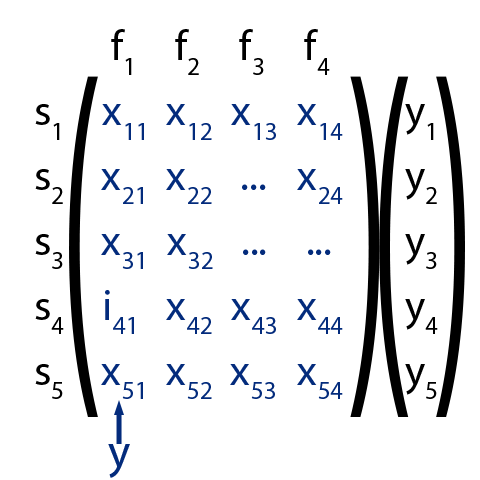 f1 f2 f3 f4
s1 x11 x12 x13 x14 y1
s2 x21 x22 ... x24 y2
s3 x31 x32 ... ... y3
s4 i41 x42 x43 x44 y4
s5 x51 x52 x53 x54 y5
y